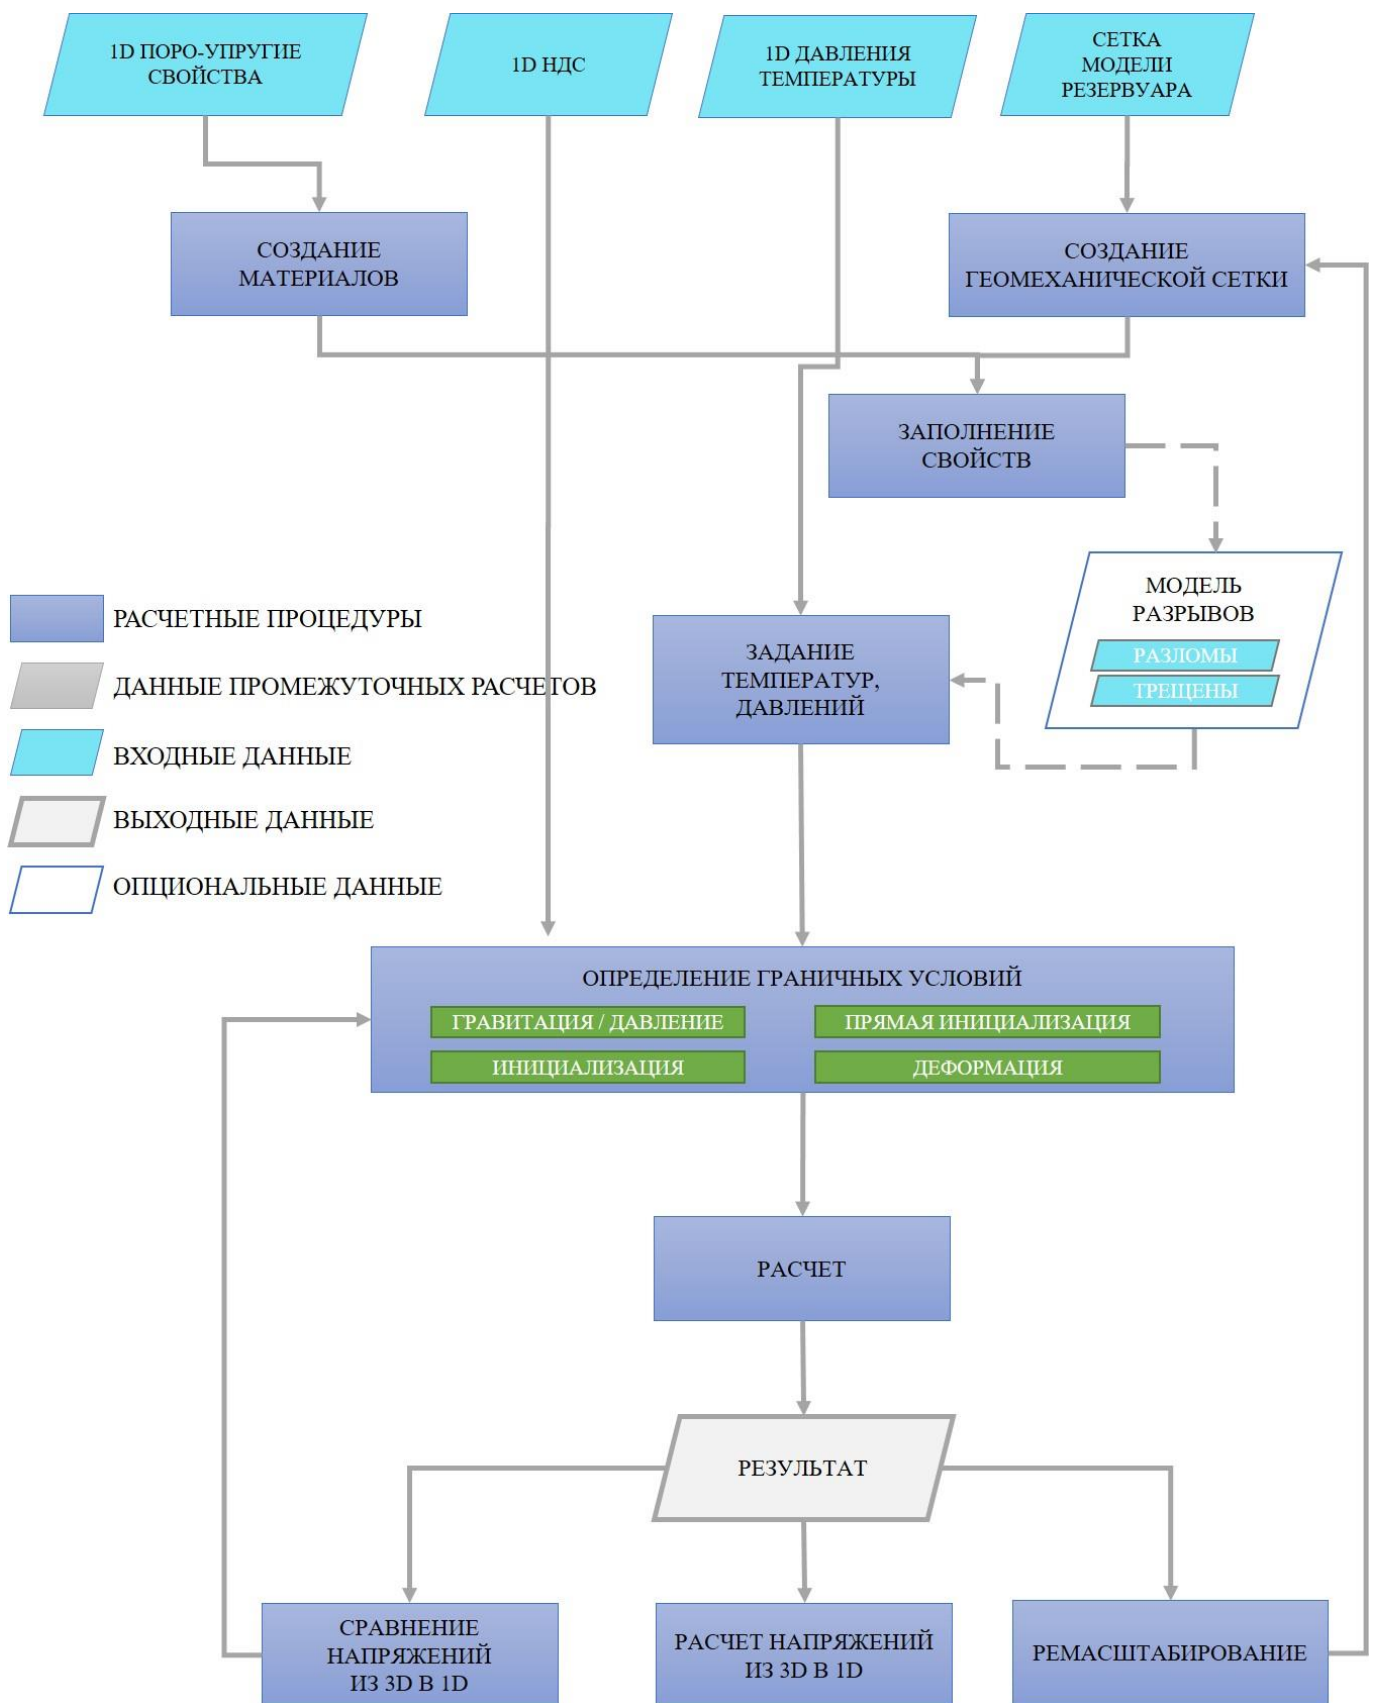 1D ПОРО-УПРУГИЕ
СВОЙСТВА
1D НДС
1D ДАВЛЕНИЯ
ТЕМПЕРАТУРЫ
СЕТКА
МОДЕЛИ
РЕЗЕРВУАРА
СОЗДАНИЕ
МАТЕРИАЛОВ
СОЗДАНИЕ
ГЕОМЕХАНИЧЕСКОЙ СЕТКИ
ЗАПОЛНЕНИЕ
СВОЙСТВ
МОДЕЛЬ
РАЗРЫВОВ
РАЗЛОМЫ
ТРЕЩЕНЫ
РАСЧЕТНЫЕ ПРОЦЕДУРЫ
ДАННЫЕ ПРОМЕЖУТОЧНЫХ РАСЧЕТОВ
ВХОДНЫЕ ДАННЫЕ
ВЫХОДНЫЕ ДАННЫЕ
ОПЦИОНАЛЬНЫЕ ДАННЫЕ
ЗАДАНИЕ
ТЕМПЕРАТУР,
ДАВЛЕНИЙ
ОПРЕДЕЛЕНИЕ ГРАНИЧНЫХ УСЛОВИЙ
ГРАВИТАЦИЯ / ДАВЛЕНИЕ
ПРЯМАЯ ИНИЦИАЛИЗАЦИЯ
ИНИЦИАЛИЗАЦИЯ
ДЕФОРМАЦИЯ
РАСЧЕТ
РЕЗУЛЬТАТ
СРАВНЕНИЕ
НАПРЯЖЕНИЙ
ИЗ 3D В 1D
РАСЧЕТ НАПРЯЖЕНИЙ
ИЗ 3D В 1D
РЕМАСШТАБИРОВАНИЕ